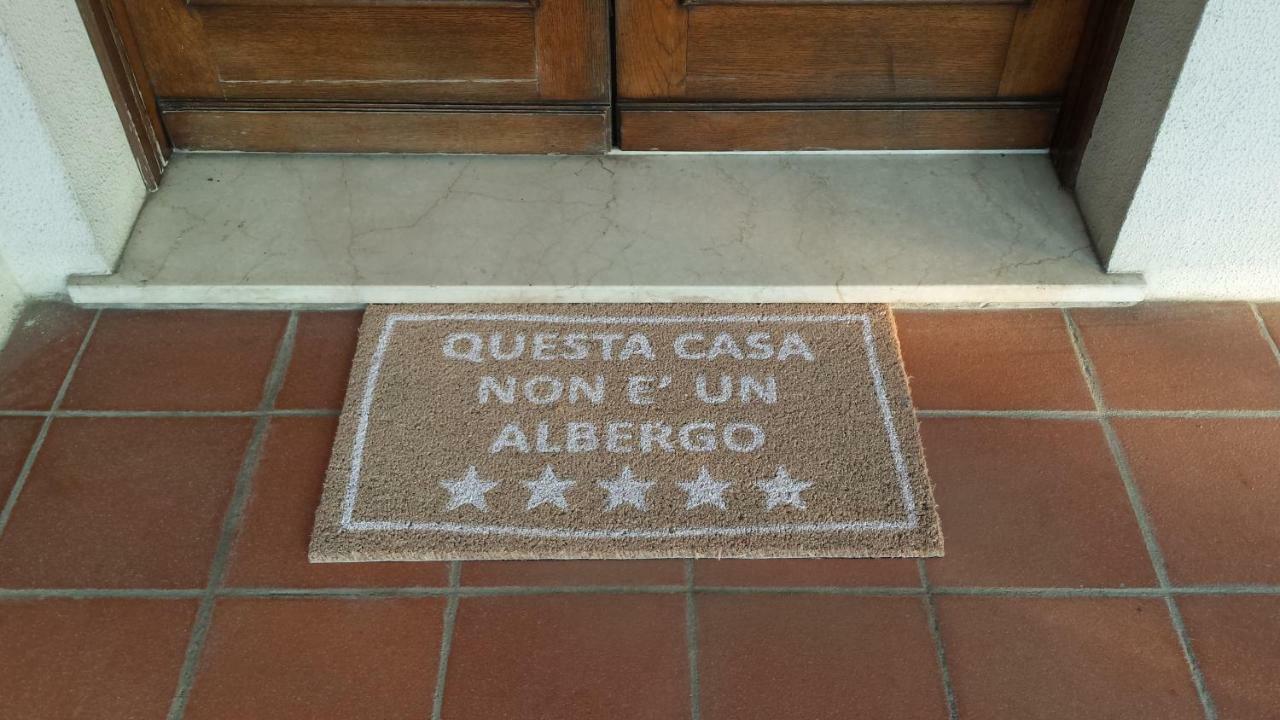 QUESTA CASA
NON E' UN
ALBERGO